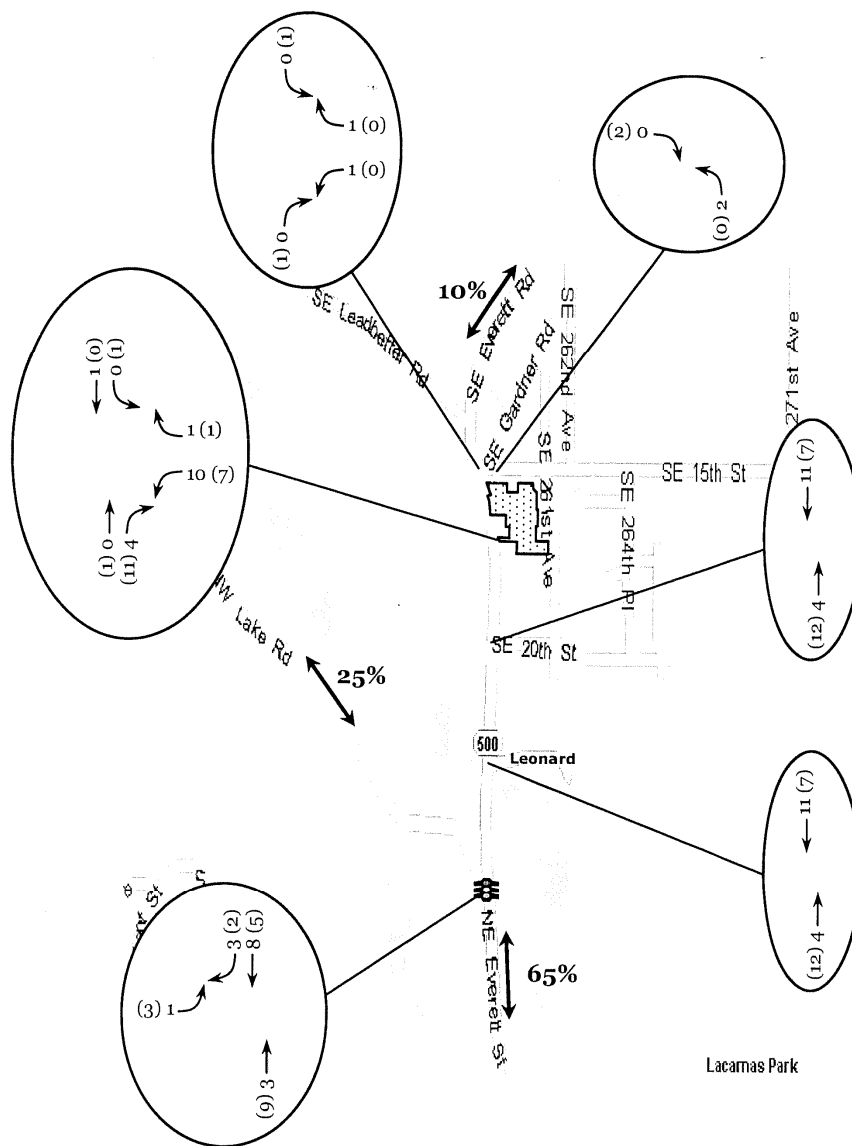 0 (1)
1 (0)
1 (0)
(1) 0
(2) 0
(0) 2
SE Leadbetter Rd
10%
SE Everett Rd
SE Gardner Rd
SE 262nd Ave
271st Ave
1 (0)
0 (1)
1 (1)
10 (7)
(1) 0
(11) 4
SE 15th St
SE 261st Ave
SE 264th Pl
11 (7)
(12) 4
Lake Rd
25%
SE 20th St
500
Leonard
11 (7)
(12) 4
St
3 (2)
8 (5)
(3) 1
(9) 3
NE Everett St
65%
Lacamas Park